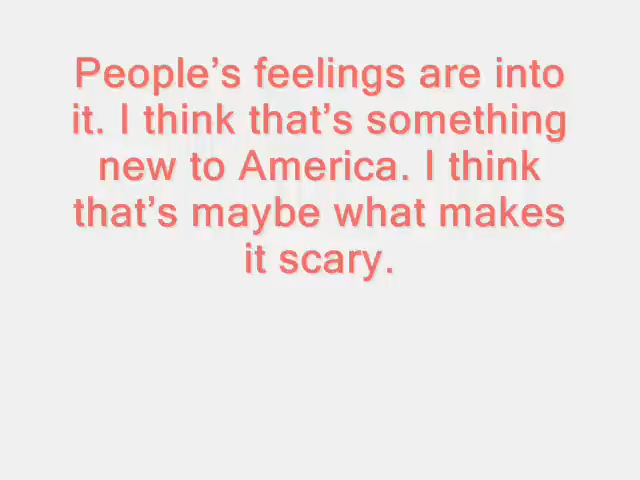 People’s feelings are into
it. I think that’s something
new to America. I think
that’s maybe what makes
it scary.